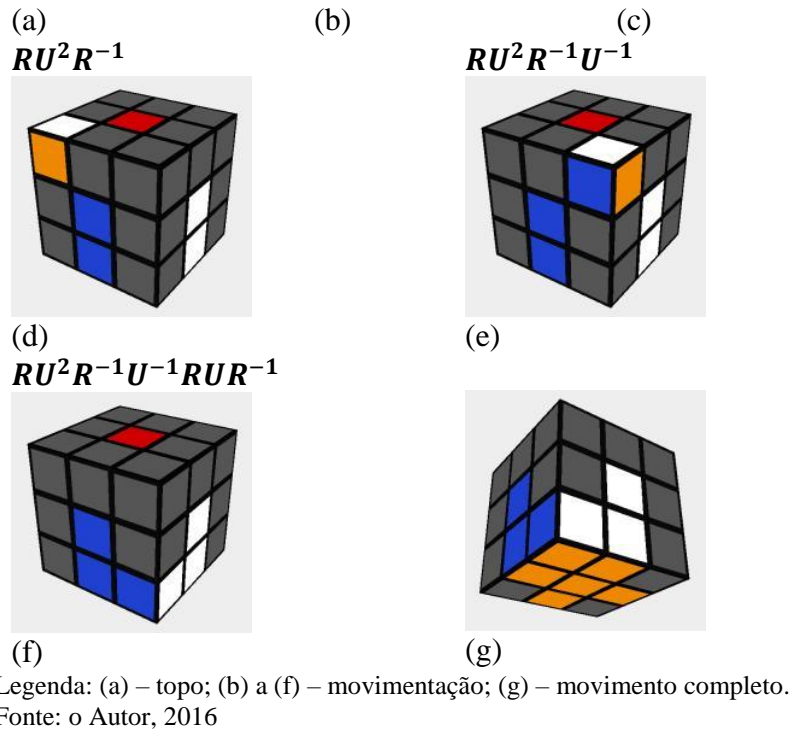 (a) (b) (c)
RU²R⁻¹ RU²R⁻¹U⁻¹
(d) (e)
RU²R⁻¹U⁻¹RUR⁻¹
(f) (g)
Legenda: (a) – topo; (b) a (f) – movimentação; (g) – movimento completo.
Fonte: o Autor, 2016